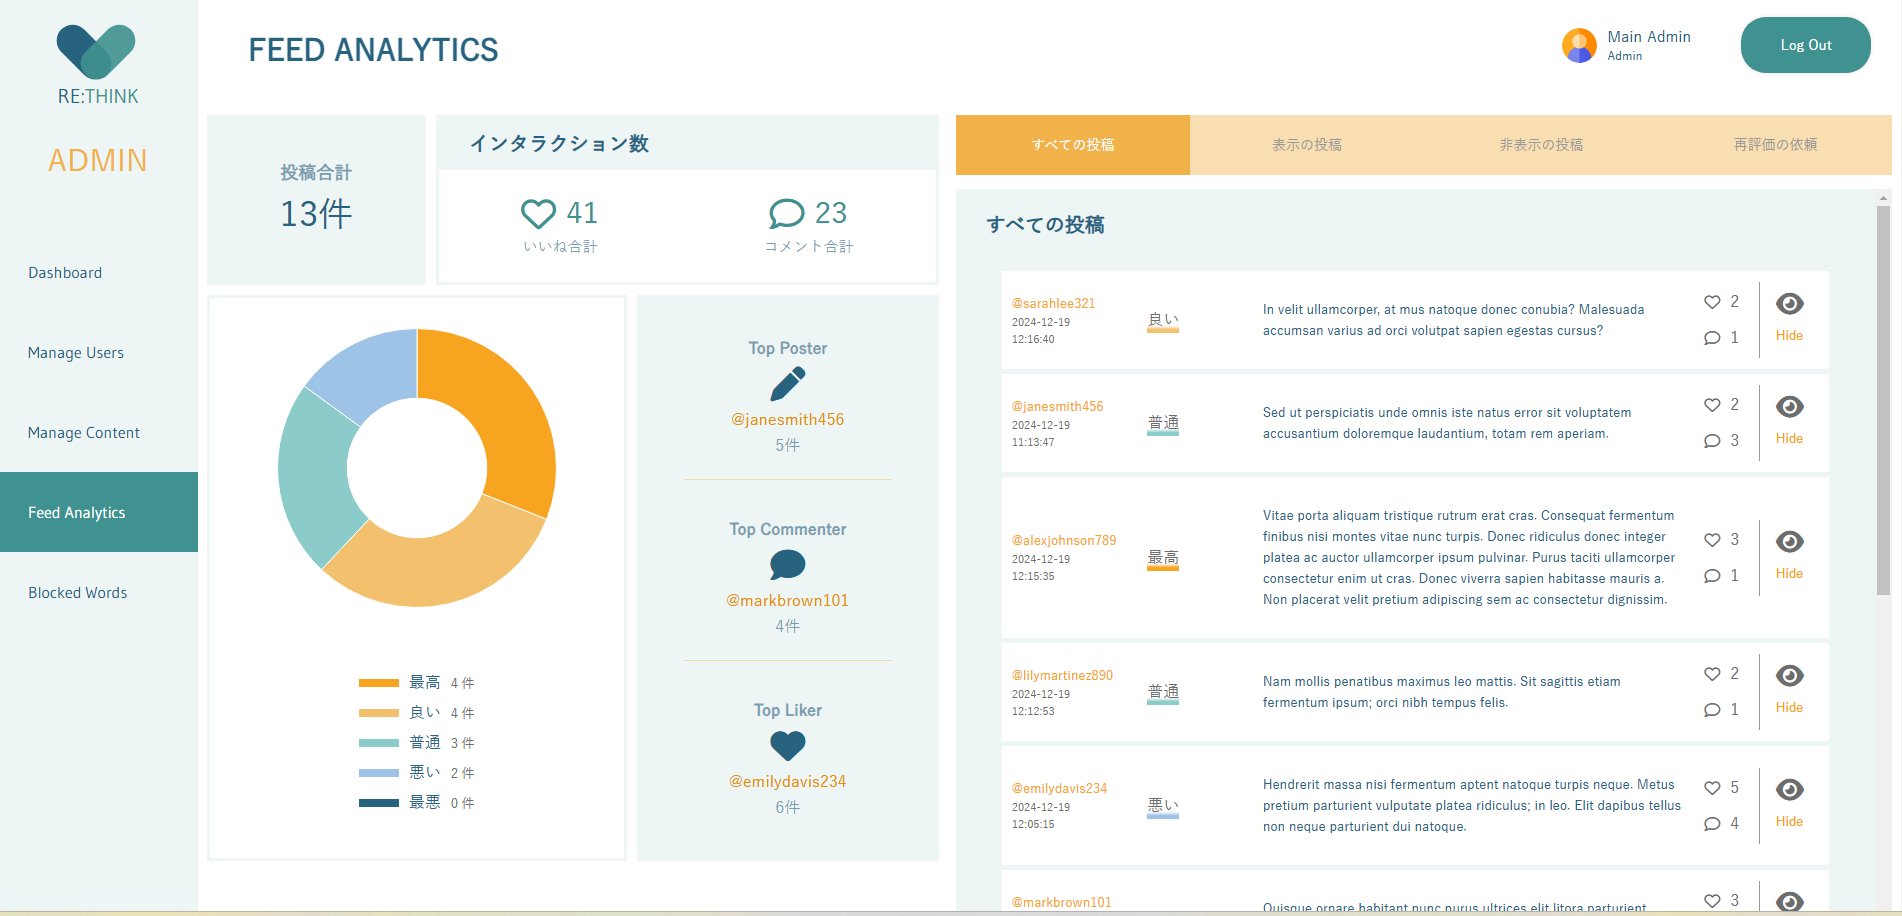 RE:THINK
ADMIN
Dashboard
Manage Users
Manage Content
Feed Analytics
Blocked Words
FEED ANALYTICS
Main Admin
Admin
Log Out
投稿合計
13件
インタラクション数
41
いいね合計
23
コメント合計
最高 4 件
良い 4 件
普通 3 件
悪い 2 件
最悪 0 件
Top Poster
@janesmith456
5件
Top Commenter
@markbrown101
4件
Top Liker
@emilydavis234
6件
すべての投稿
表示の投稿
非表示の投稿
再評価の依頼
すべての投稿
@sarahlee321
2024-12-19
12:16:40
良い
In velit ullamcorper, at mus natoque donec conubia? Malesuada
accumsan varius ad orci volutpat sapien egestas cursus?
2
1
Hide
@janesmith456
2024-12-19
11:13:47
普通
Sed ut perspiciatis unde omnis iste natus error sit voluptatem
accusantium doloremque laudantium, totam rem aperiam.
2
3
Hide
@alexjohnson789
2024-12-19
12:15:35
最高
Vitae porta aliquam tristique rutrum erat cras. Consequat fermentum
finibus nisi montes vitae nunc turpis. Donec ridiculus donec integer
platea ac auctor ullamcorper ipsum pulvinar. Purus taciti ullamcorper
consectetur enim ut cras. Donec viverra sapien habitasse mauris a.
Non placerat velit pretium adipiscing sem ac consectetur dignissim.
3
1
Hide
@lilymartinez890
2024-12-19
12:12:53
普通
Nam mollis penatibus maximus leo mattis. Sit sagittis etiam
fermentum ipsum; orci nibh tempus felis.
2
1
Hide
@emilydavis234
2024-12-19
12:05:15
悪い
Hendrerit massa nisi fermentum aptent natoque turpis neque. Metus
pretium parturient vulputate platea ridiculus; in leo. Elit dapibus tellus
non neque parturient dui natoque.
5
4
Hide
@markbrown101
Quisque ornare habitant nunc purus ultrices elit litora parturient
3